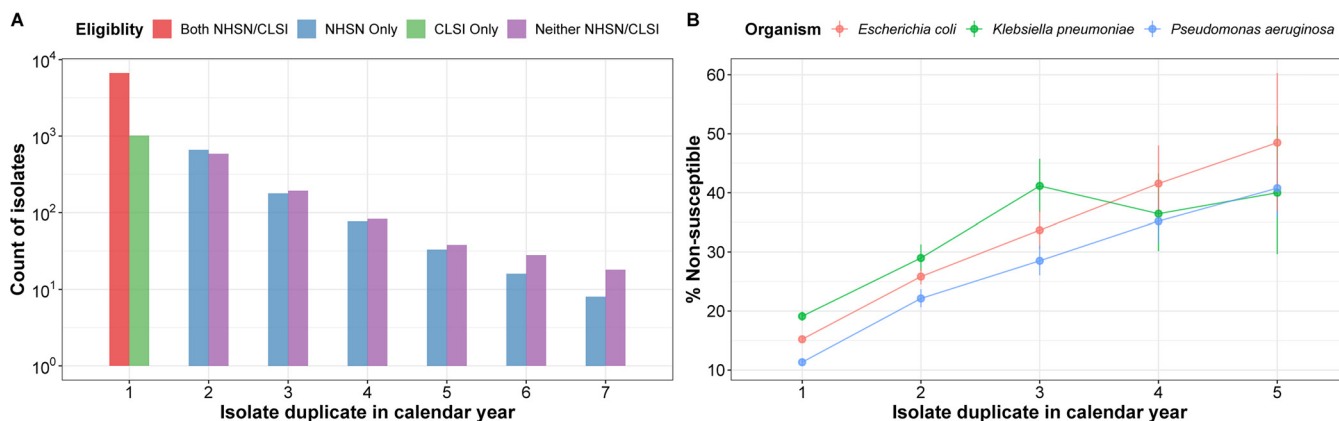 A
Eligiblity Both NHSN/CLSI NHSN Only CLSI Only Neither NHSN/CLSI
10^4
10^3
10^2
10^1
10^0
Count of isolates
1 2 3 4 5 6 7
Isolate duplicate in calendar year
B
Organism Escherichia coli Klebsiella pneumoniae Pseudomonas aeruginosa
60
50
40
30
20
10
% Non-susceptible
1 2 3 4 5
Isolate duplicate in calendar year